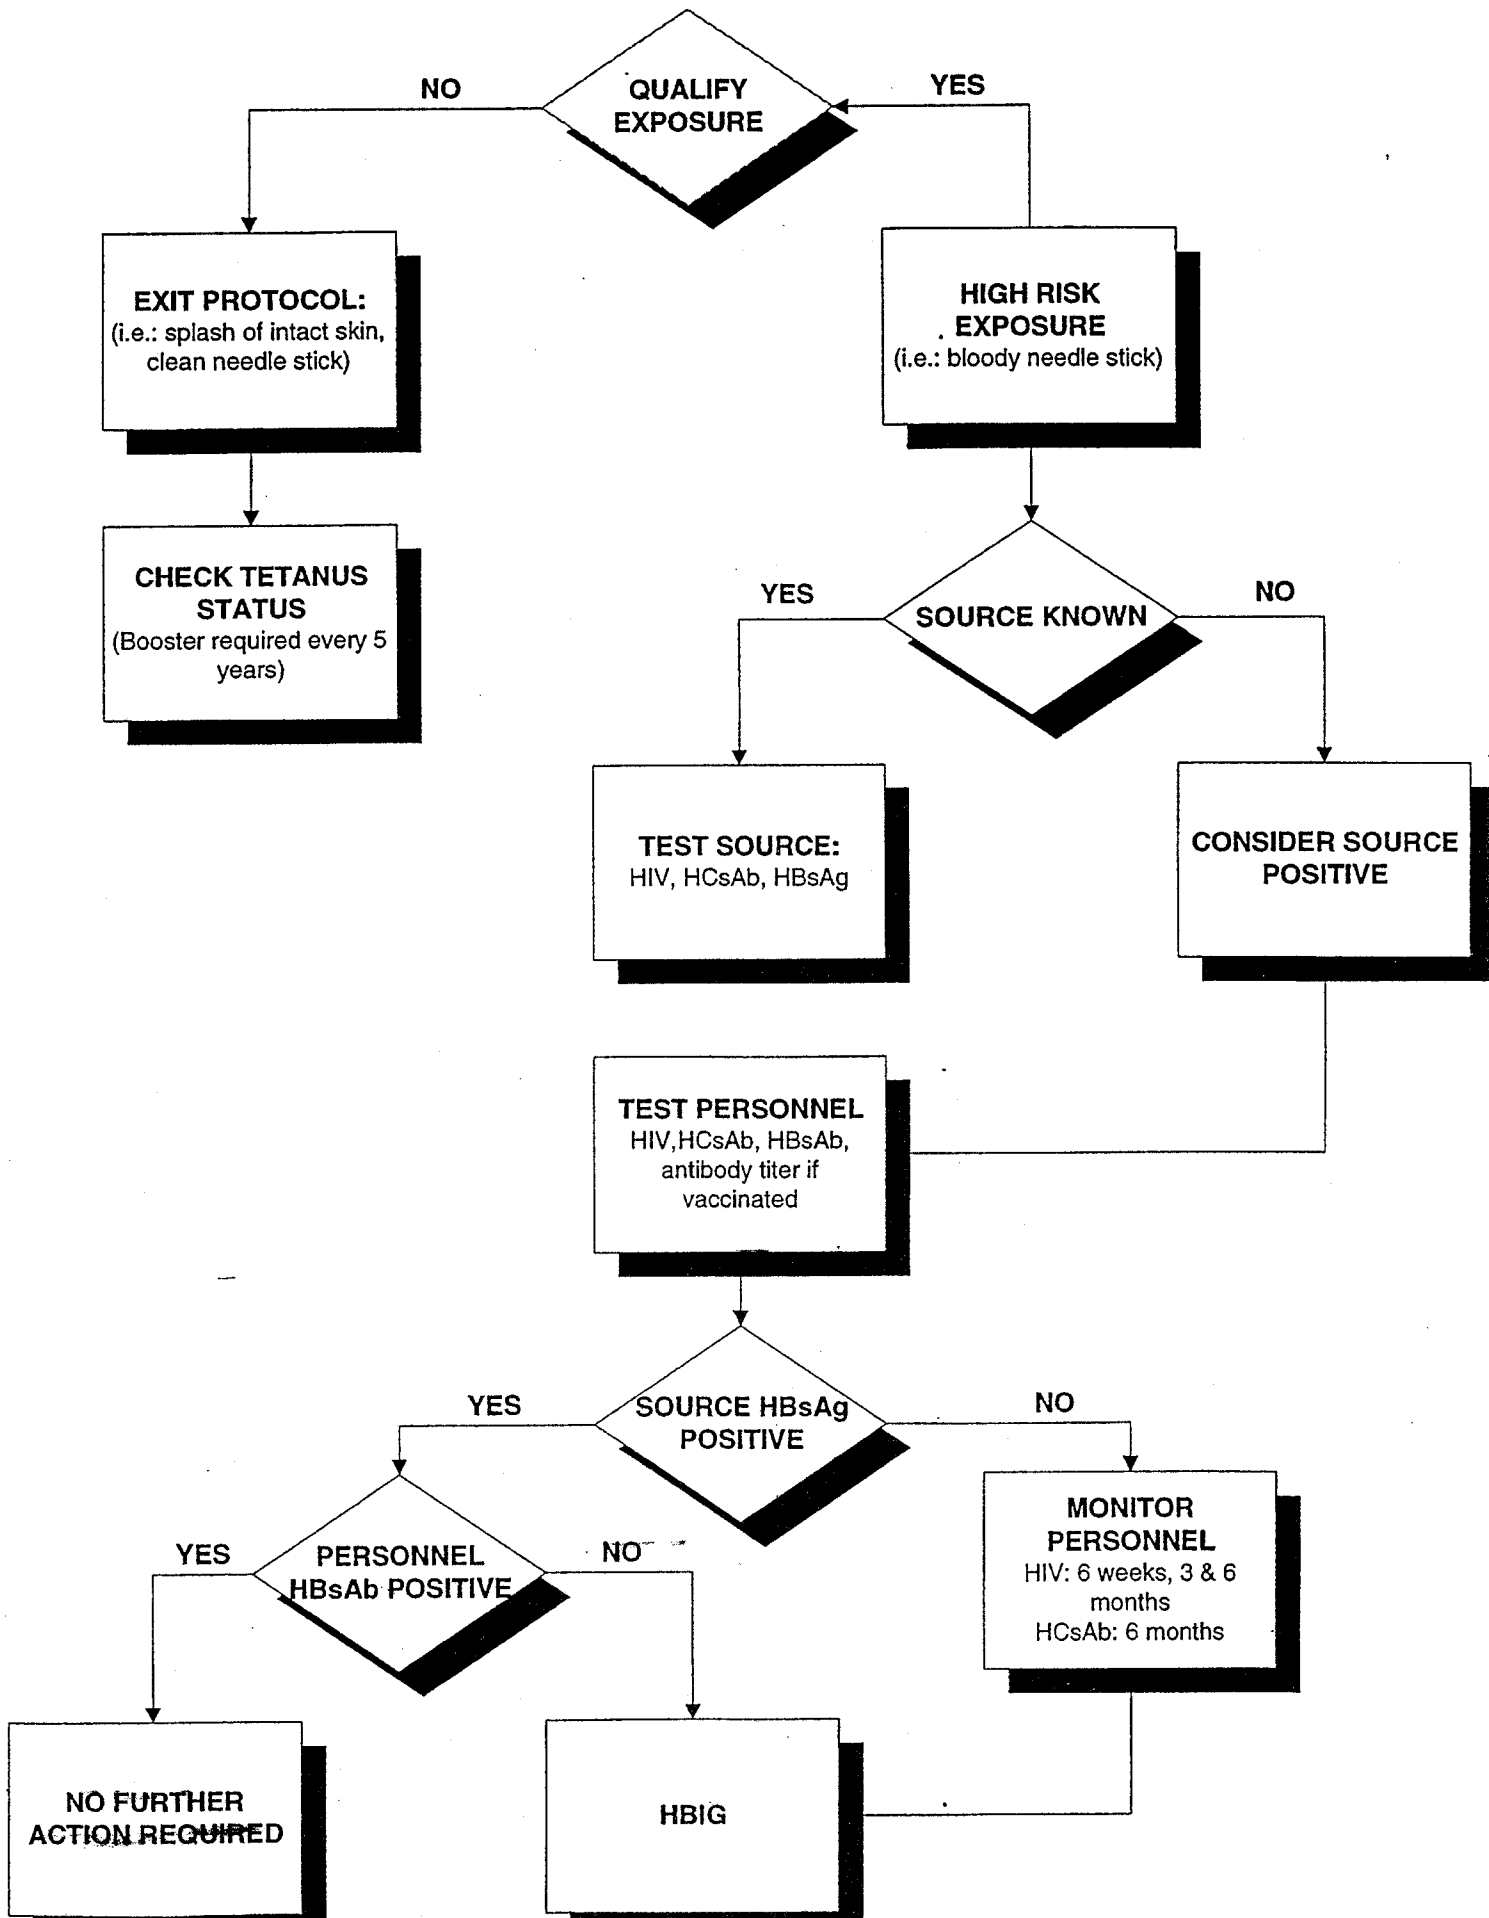 QUALIFY
EXPOSURE
NO
YES
EXIT PROTOCOL:
(i.e.: splash of intact skin,
clean needle stick)
HIGH RISK
EXPOSURE
(i.e.: bloody needle stick)
CHECK TETANUS
STATUS
(Booster required every 5
years)
SOURCE KNOWN
YES
NO
TEST SOURCE:
HIV, HCsAb, HBsAg
CONSIDER SOURCE
POSITIVE
TEST PERSONNEL
HIV,HCsAb, HBsAb,
antibody titer if
vaccinated
SOURCE HBsAg
POSITIVE
YES
NO
PERSONNEL
HBsAb POSITIVE
YES
NO
MONITOR
PERSONNEL
HIV: 6 weeks, 3 & 6
months
HCsAb: 6 months
NO FURTHER
ACTION REQUIRED
HBIG